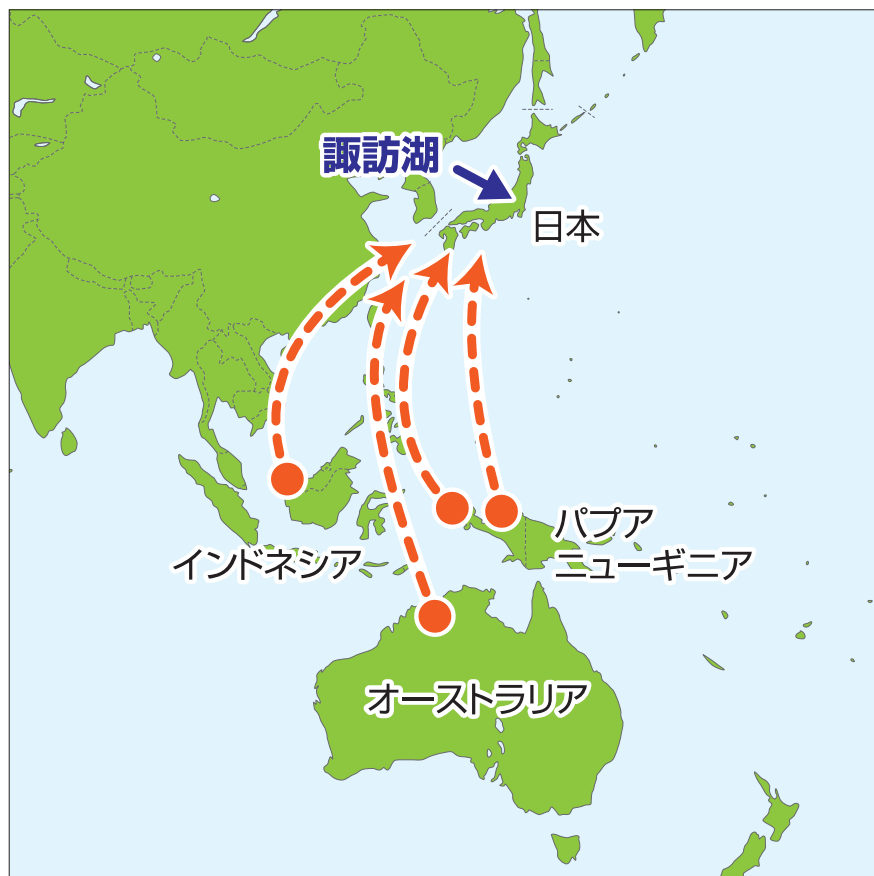 諏訪湖
日本
パプア
ニューギニア
インドネシア
オーストラリア